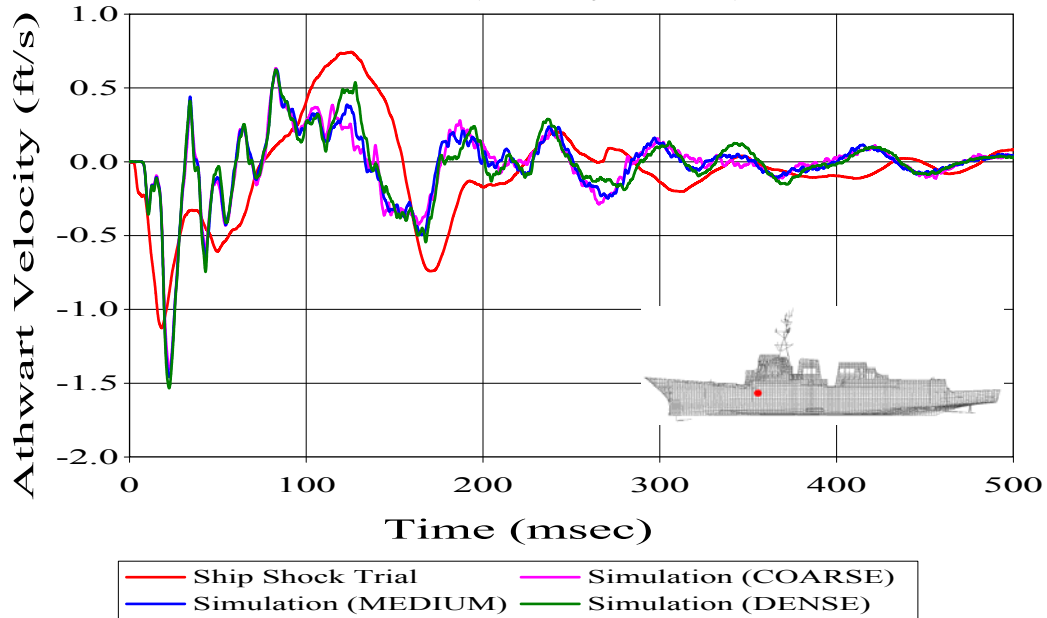 1.0
0.5
0.0
-0.5
-1.0
-1.5
-2.0
Athwart Velocity (ft/s)
0 100 200 300 400 500
Time (msec)
Ship Shock Trial Simulation (COARSE)
Simulation (MEDIUM) Simulation (DENSE)